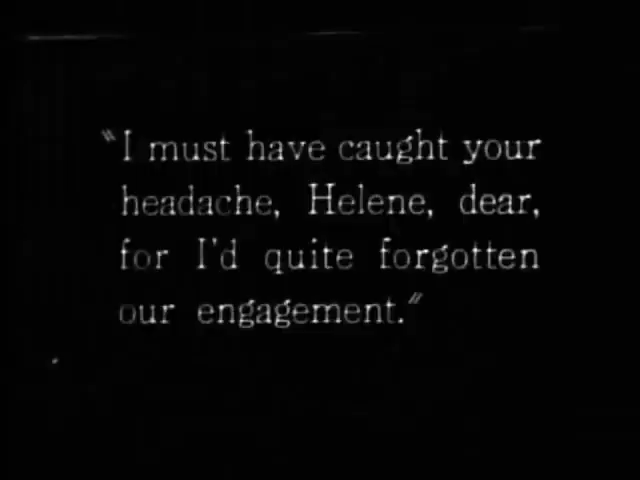 "I must have caught your
headache, Helene, dear,
for I'd quite forgotten
our engagement."